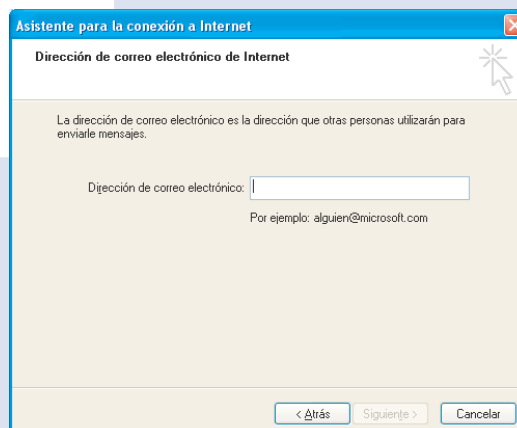 Asistente para la conexión a Internet
Dirección de correo electrónico de Internet
La dirección de correo electrónico es la dirección que otras personas utilizarán para
enviarle mensajes.
Dirección de correo electrónico:
Por ejemplo: alguien@microsoft.com
< Atrás Siguiente > Cancelar